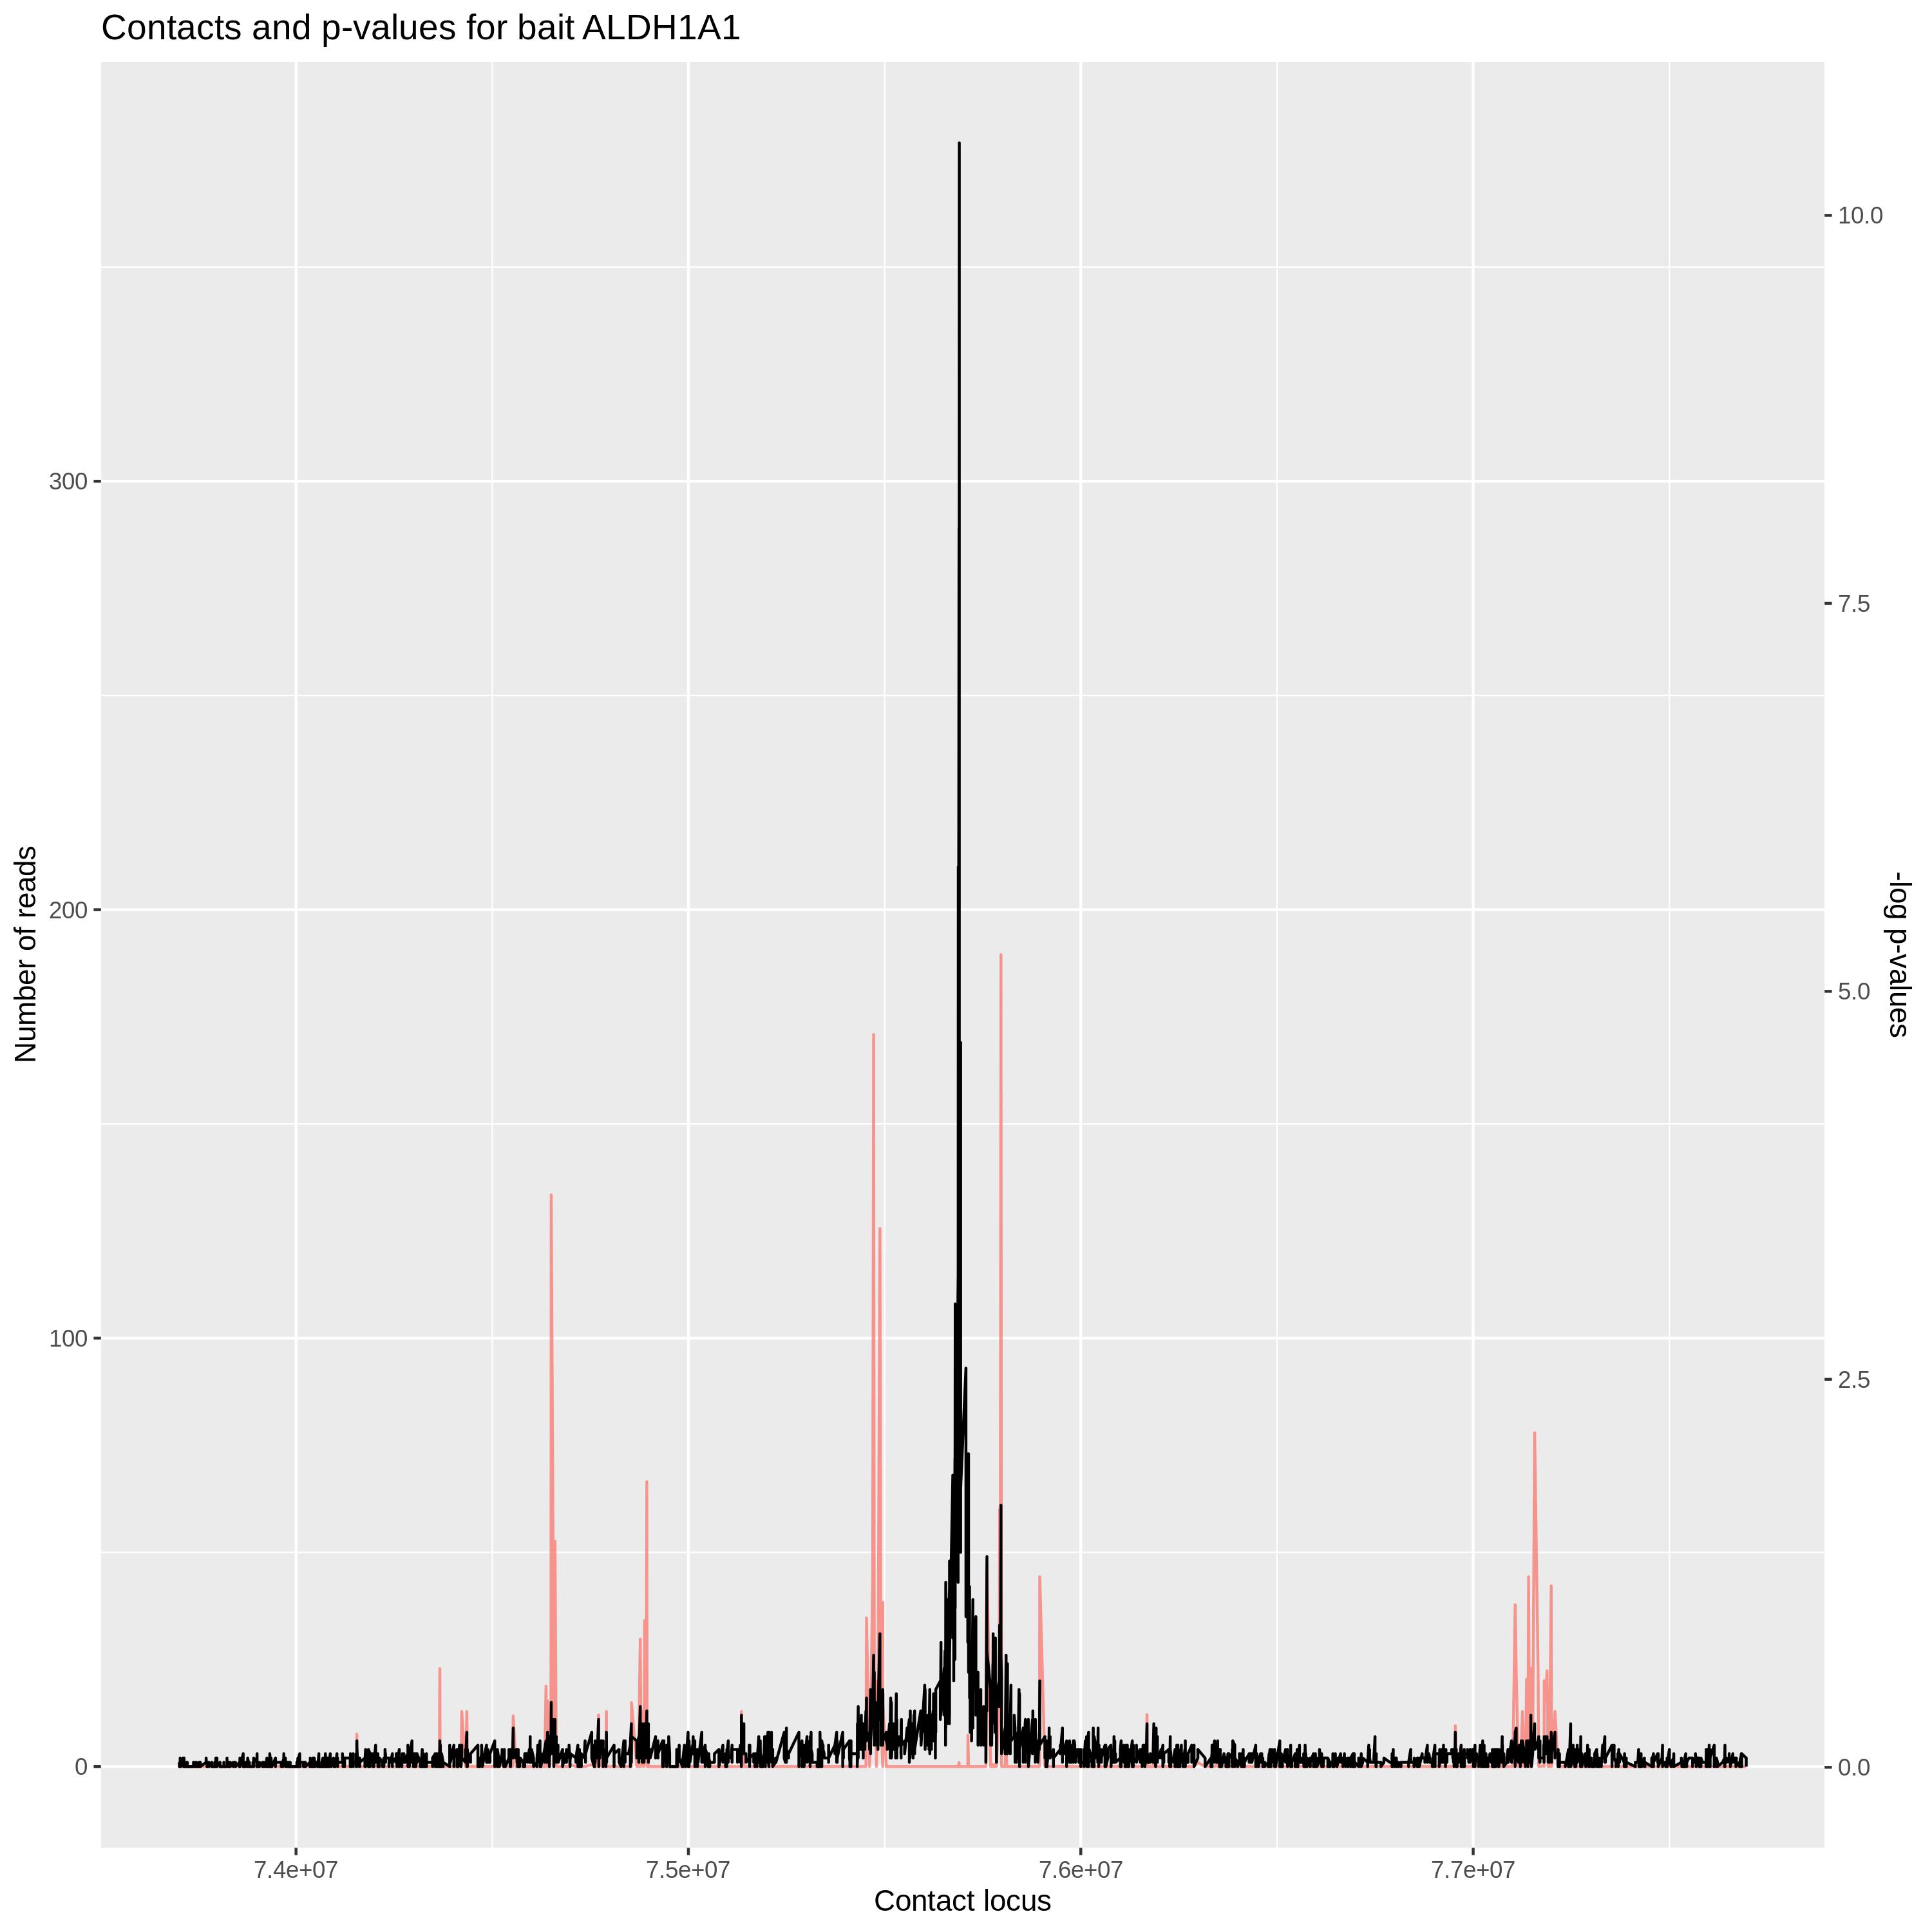 Contacts and p-values for bait ALDH1A1
Number of reads
300
200
100
0
10.0
7.5
5.0
2.5
0.0
-log p-values
7.4e+07 7.5e+07 7.6e+07 7.7e+07
Contact locus